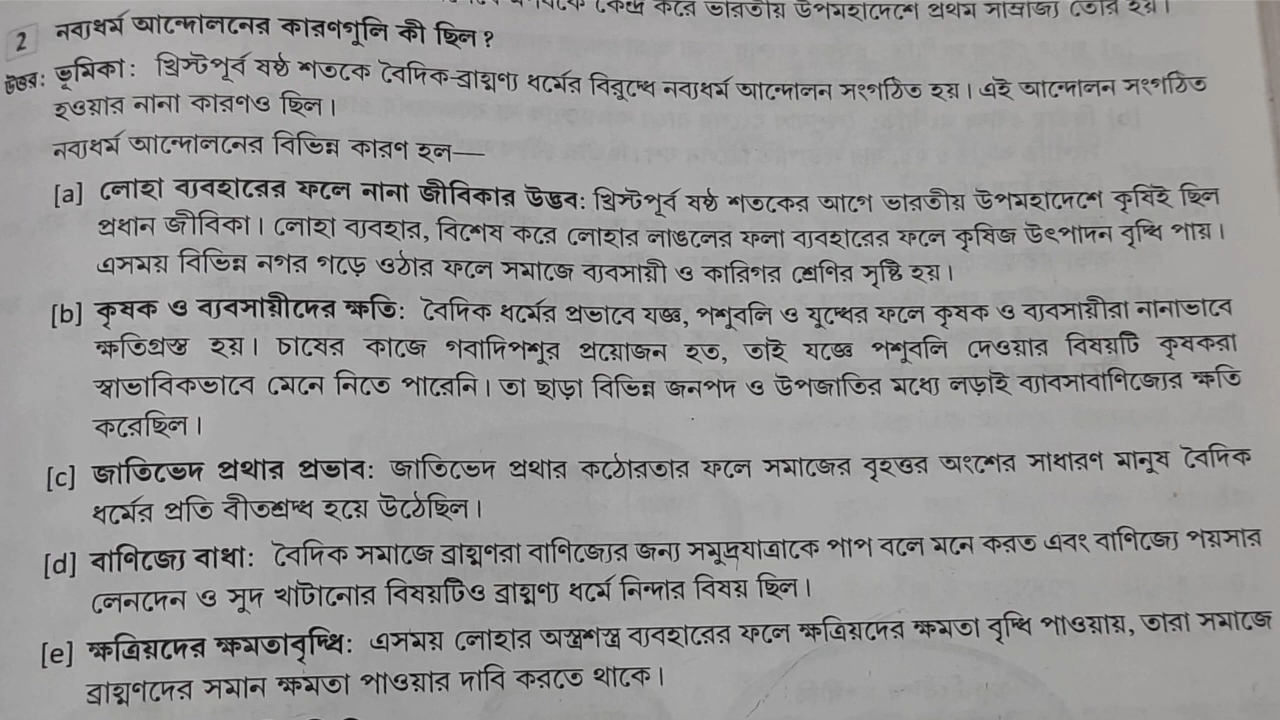 কেন্দ্র করে ভারতীয় উপমহাদেশে প্রথম সাম্রাজ্য তৈরি হয়।
2 নব্যধর্ম আন্দোলনের কারণগুলি কী ছিল?
উত্তর: ভূমিকা: খ্রিস্টপূর্ব ষষ্ঠ শতকে বৈদিক-ব্রাহ্মণ্য ধর্মের বিরুদ্ধে নব্যধর্ম আন্দোলন সংগঠিত হয়। এই আন্দোলন সংগঠিত
হওয়ার নানা কারণও ছিল।
নব্যধর্ম আন্দোলনের বিভিন্ন কারণ হল—
[a] লোহা ব্যবহারের ফলে নানা জীবিকার উদ্ভব: খ্রিস্টপূর্ব ষষ্ঠ শতকের আগে ভারতীয় উপমহাদেশে কৃষিই ছিল
প্রধান জীবিকা। লোহা ব্যবহার, বিশেষ করে লোহার লাঙলের ফলা ব্যবহারের ফলে কৃষিজ উৎপাদন বৃদ্ধি পায়।
এসময় বিভিন্ন নগর গড়ে ওঠার ফলে সমাজে ব্যবসায়ী ও কারিগর শ্রেণির সৃষ্টি হয়।
[b] কৃষক ও ব্যবসায়ীদের ক্ষতি: বৈদিক ধর্মের প্রভাবে যজ্ঞ, পশুবলি ও যুদ্ধের ফলে কৃষক ও ব্যবসায়ীরা নানাভাবে
ক্ষতিগ্রস্ত হয়। চাষের কাজে গবাদিপশুর প্রয়োজন হত, তাই যজ্ঞে পশুবলি দেওয়ার বিষয়টি কৃষকরা
স্বাভাবিকভাবে মেনে নিতে পারেনি। তা ছাড়া বিভিন্ন জনপদ ও উপজাতির মধ্যে লড়াই ব্যাবসাবাণিজ্যের ক্ষতি
করেছিল।
[c] জাতিভেদ প্রথার প্রভাব: জাতিভেদ প্রথার কঠোরতার ফলে সমাজের বৃহত্তর অংশের সাধারণ মানুষ বৈদিক
ধর্মের প্রতি বীতশ্রদ্ধ হয়ে উঠেছিল।
[d] বাণিজ্যে বাধা: বৈদিক সমাজে ব্রাহ্মণরা বাণিজ্যের জন্য সমুদ্রযাত্রাকে পাপ বলে মনে করত এবং বাণিজ্যে পয়সার
লেনদেন ও সুদ খাটানোর বিষয়টিও ব্রাহ্মণ্য ধর্মে নিন্দার বিষয় ছিল।
[e] ক্ষত্রিয়দের ক্ষমতাবৃদ্ধি: এসময় লোহার অস্ত্রশস্ত্র ব্যবহারের ফলে ক্ষত্রিয়দের ক্ষমতা বৃদ্ধি পাওয়ায়, তারা সমাজে
ব্রাহ্মণদের সমান ক্ষমতা পাওয়ার দাবি করতে থাকে।